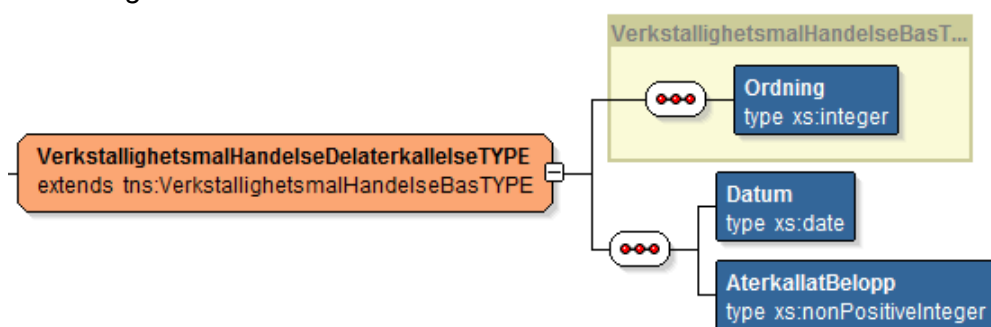 VerkstallighetsmalHandelseBasT...
Ordning
type xs:integer
VerkstallighetsmalHandelseDelaterkallelseTYPE
extends tns:VerkstallighetsmalHandelseBasTYPE
Datum
type xs:date
AterkallatBelopp
type xs:nonPositiveInteger